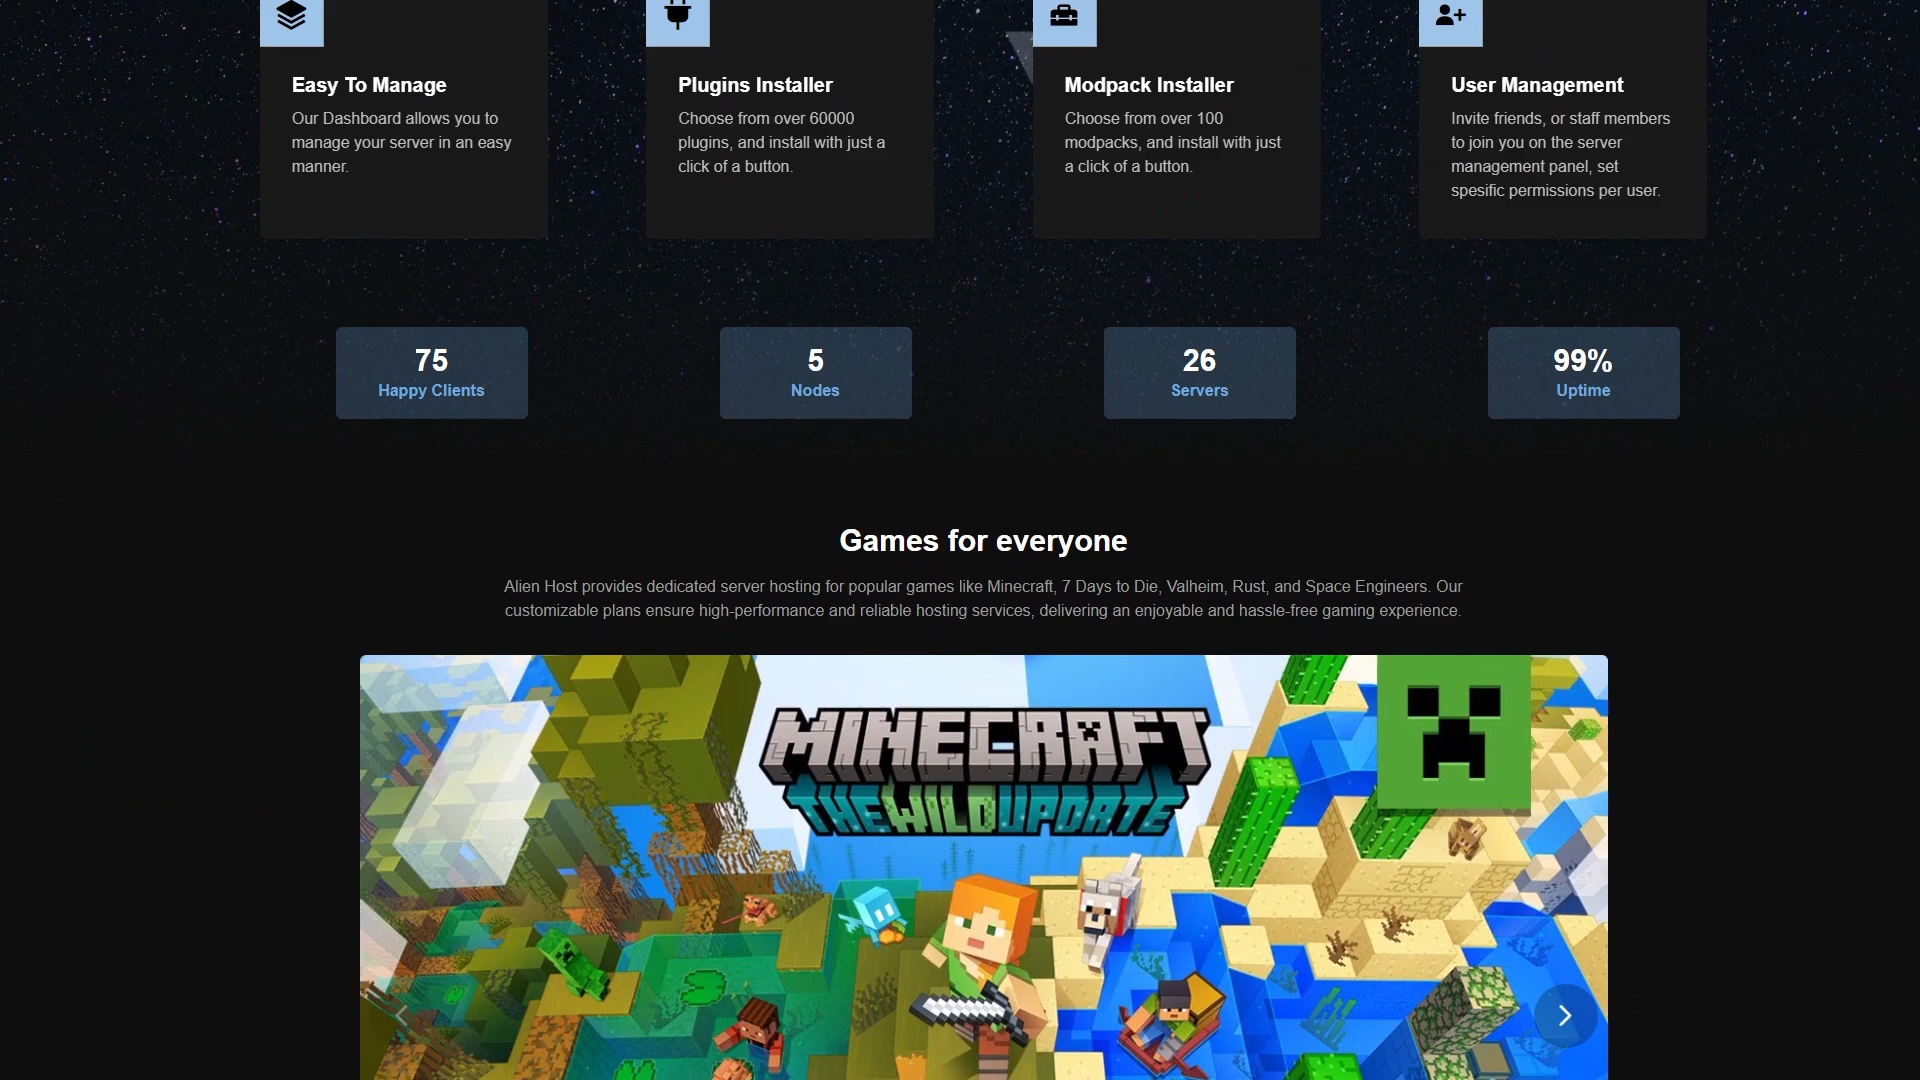 Easy To Manage
Our Dashboard allows you to
manage your server in an easy
manner.
Plugins Installer
Choose from over 60000
plugins, and install with just a
click of a button.
Modpack Installer
Choose from over 100
modpacks, and install with just
a click of a button.
User Management
Invite friends, or staff members
to join you on the server
management panel, set
spesific permissions per user.
75
Happy Clients
5
Nodes
26
Servers
99%
Uptime
Games for everyone
Alien Host provides dedicated server hosting for popular games like Minecraft, 7 Days to Die, Valheim, Rust, and Space Engineers. Our
customizable plans ensure high-performance and reliable hosting services, delivering an enjoyable and hassle-free gaming experience.
MINECRAFT
THE WILD UPDATE